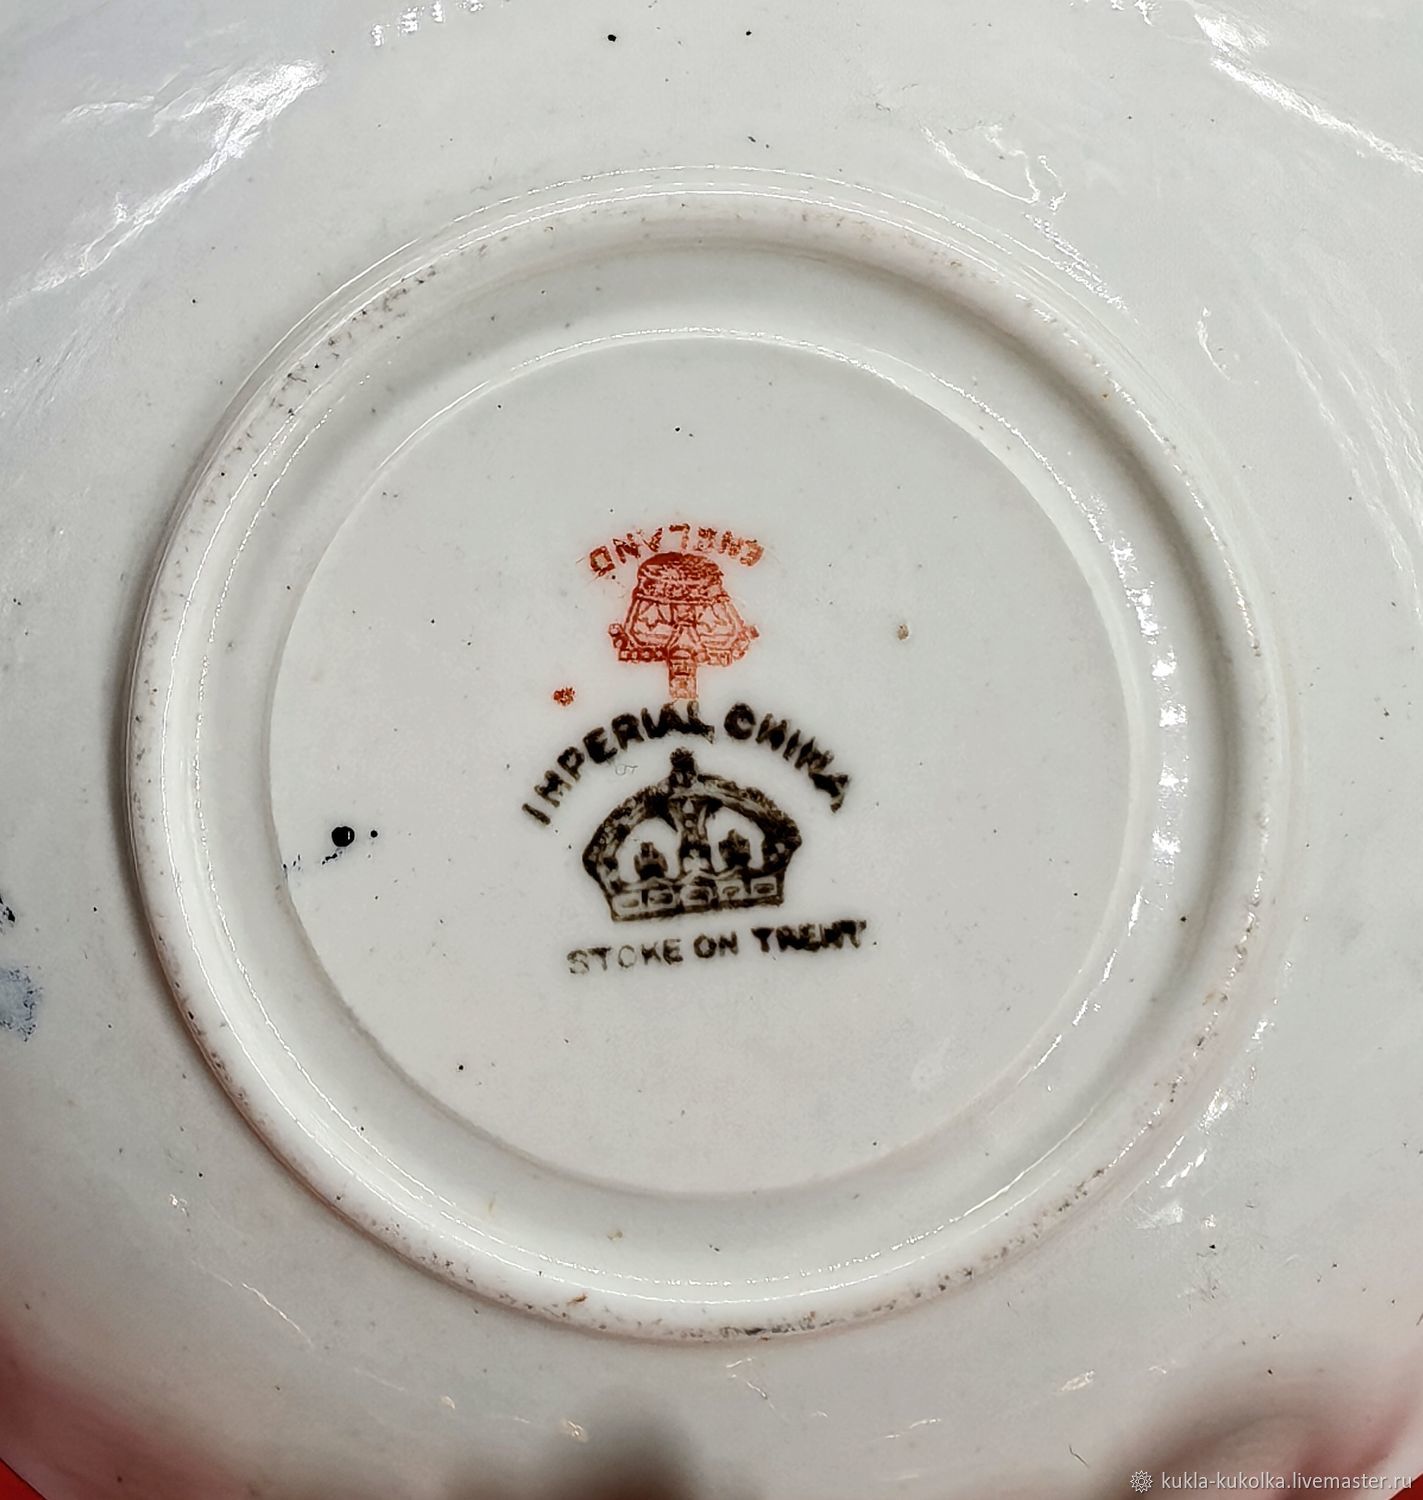 ENGLAND
IMPERIAL CHINA
STOKE ON TRENT
kukla-kukolka.livemaster.ru